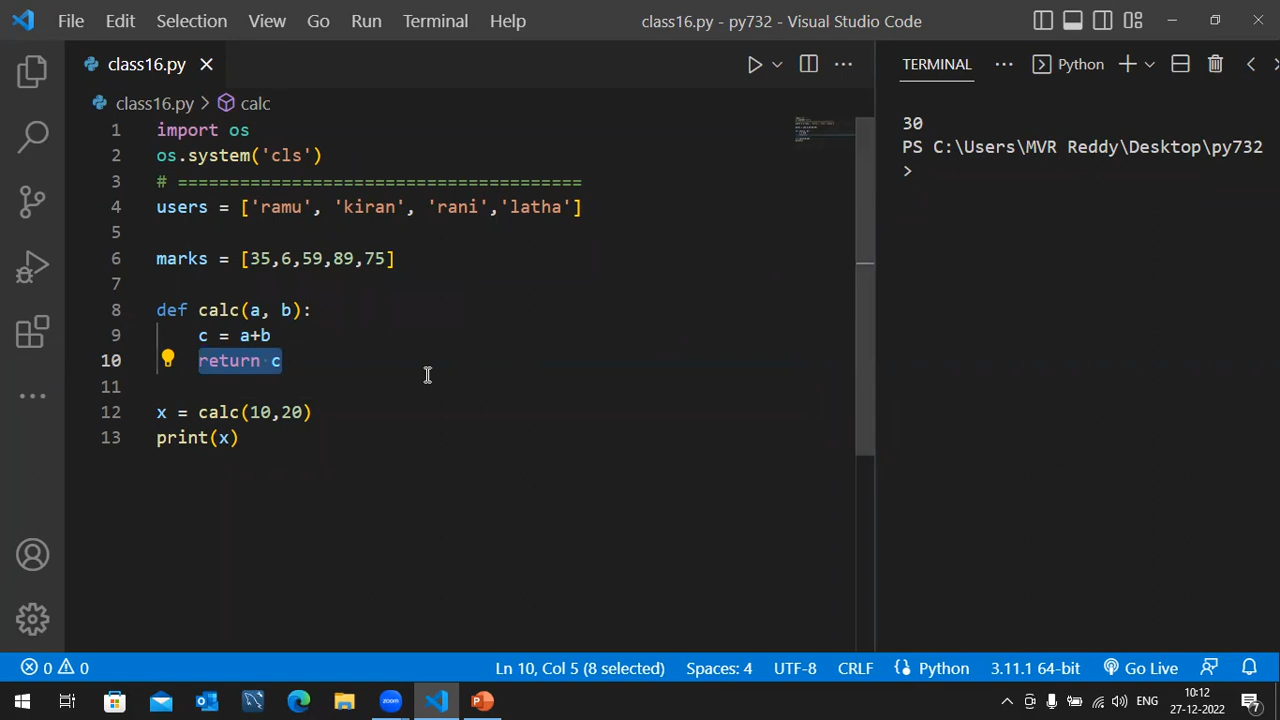 File Edit Selection View Go Run Terminal Help class16.py - py732 - Visual Studio Code
class16.py
TERMINAL Python
class16.py > calc
1 import os
2 os.system('cls')
3 # =======================================
4 users = ['ramu', 'kiran', 'rani','latha']
5
6 marks = [35,6,59,89,75]
7
8 def calc(a, b):
9 c = a+b
10 return c
11
12 x = calc(10,20)
13 print(x)
30
PS C:\Users\MVR Reddy\Desktop\py732
>
0 0 Ln 10, Col 5 (8 selected) Spaces: 4 UTF-8 CRLF Python 3.11.1 64-bit Go Live
zoom ENG 10:12
27-12-2022 7